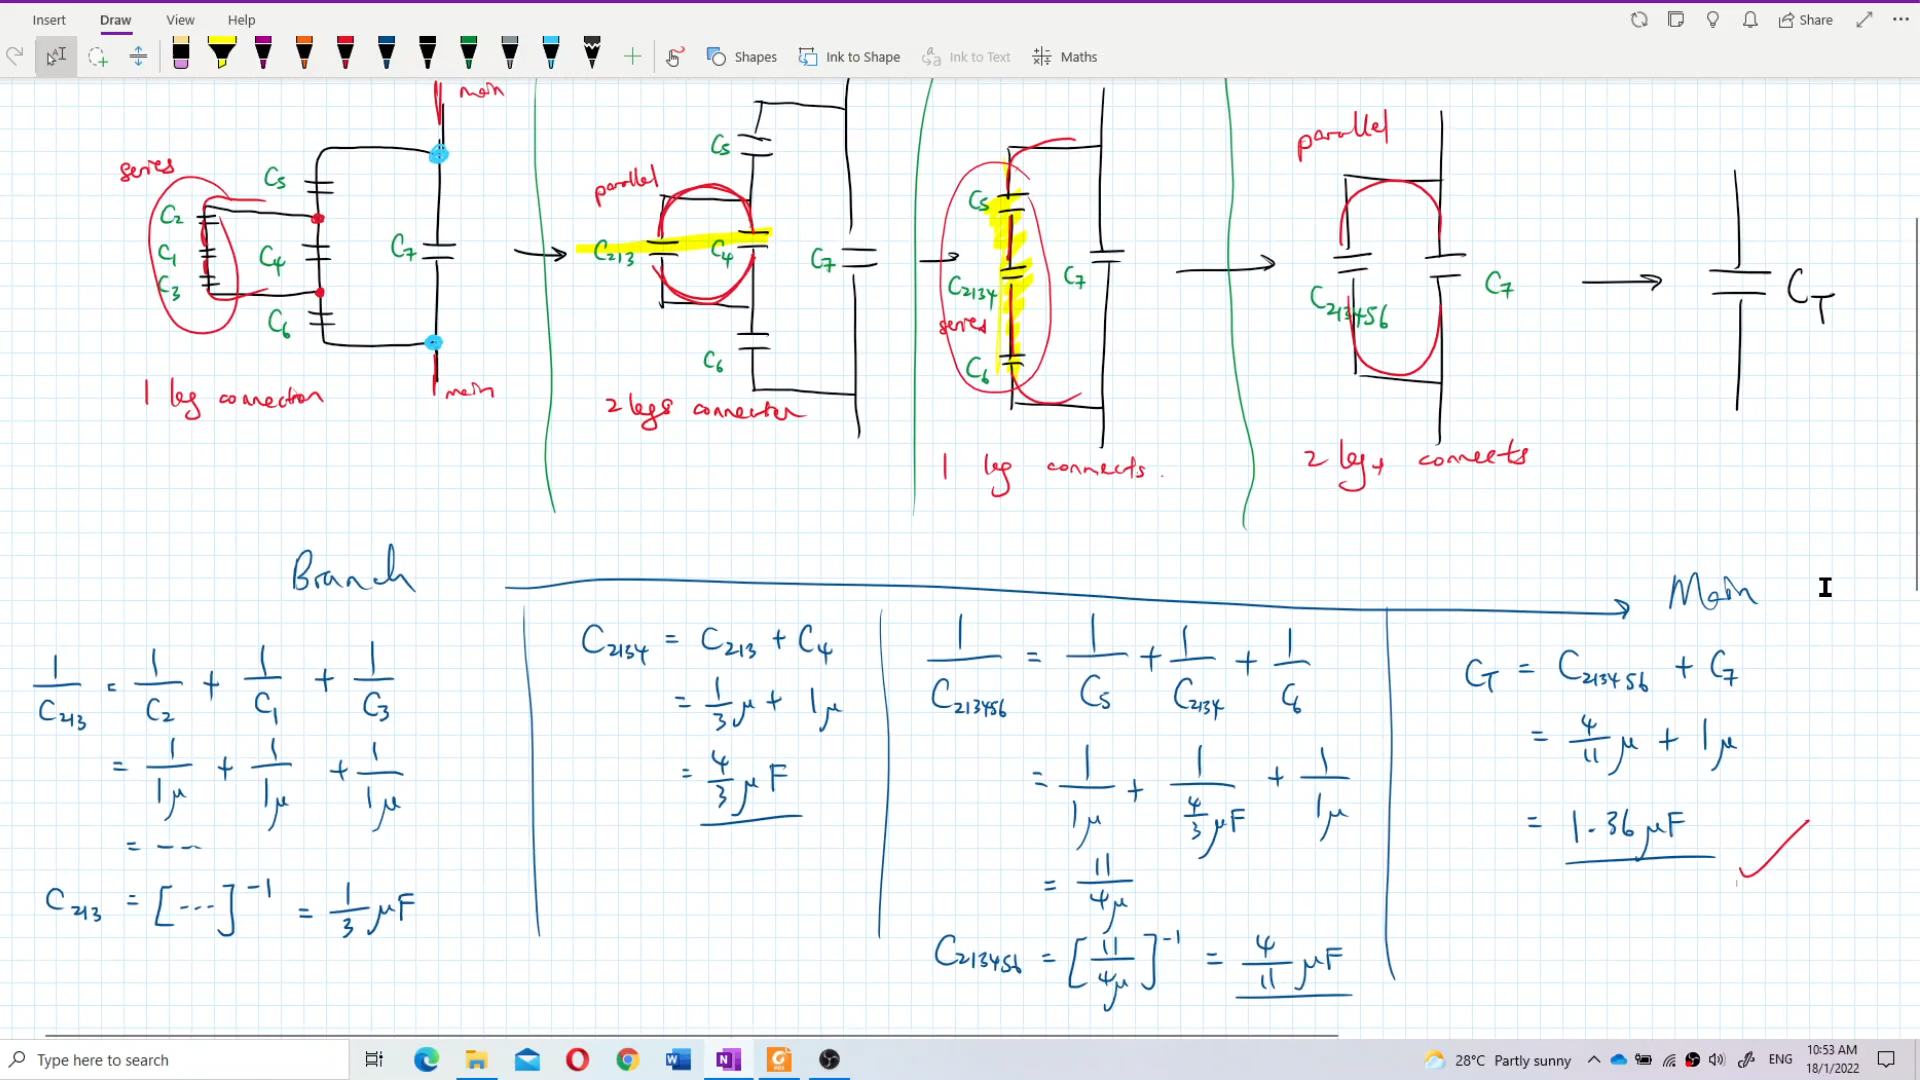 Insert Draw View Help
Share
Shapes Ink to Shape Ink to Text Maths
main
series
C5
C2
C1
C3
C4
C6
C7
main
1 leg connection
parallel
C5
C213
C4
C7
C6
2 legs connection
C5
C2134
series
C6
C7
1 leg connects.
parallel
C213456
C7
2 legs connects
CT
Branch
Main
1/C213 = 1/C2 + 1/C1 + 1/C3
= 1/1μ + 1/1μ + 1/1μ
= --
C213 = [---]⁻¹ = 1/3 μF
C2134 = C213 + C4
= 1/3 μ + 1μ
= 4/3 μF
1/C213456 = 1/C5 + 1/C2134 + 1/C6
= 1/1μ + 1/(4/3 μF) + 1/1μ
= 11/4μ
C213456 = [11/4μ]⁻¹ = 4/11 μF
CT = C213456 + C7
= 4/11 μ + 1μ
= 1.36 μF
Type here to search
28°C Partly sunny
ENG
10:53 AM
18/1/2022